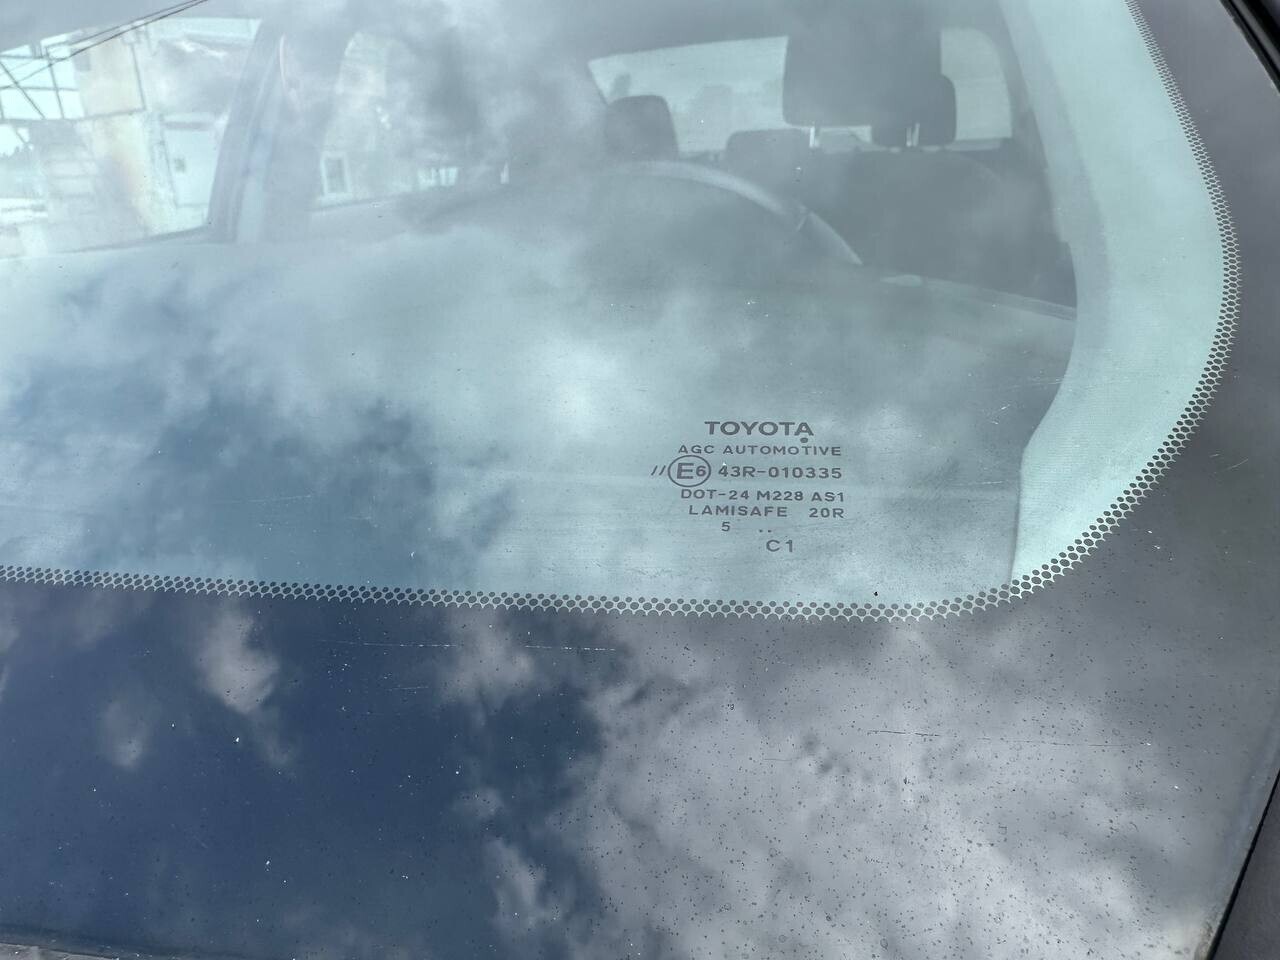 TOYOTA
AGC AUTOMOTIVE
//E6 43R-010335
DOT-24 M228 AS1
LAMISAFE 20R
5 ..
C1